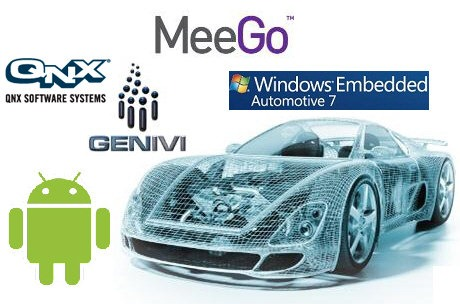 MeeGo™
QNX
QNX SOFTWARE SYSTEMS
GENIVI
Windows® Embedded
Automotive 7